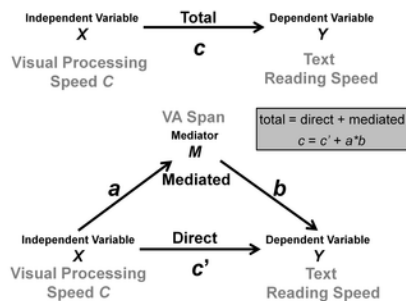 Independent Variable Total Dependent Variable
X c Y
Visual Processing Text
Speed C Reading Speed
VA Span
Mediator
M
Mediated
total = direct + mediated
c = c' + a*b
a b
Independent Variable Direct Dependent Variable
X c' Y
Visual Processing Text
Speed C Reading Speed